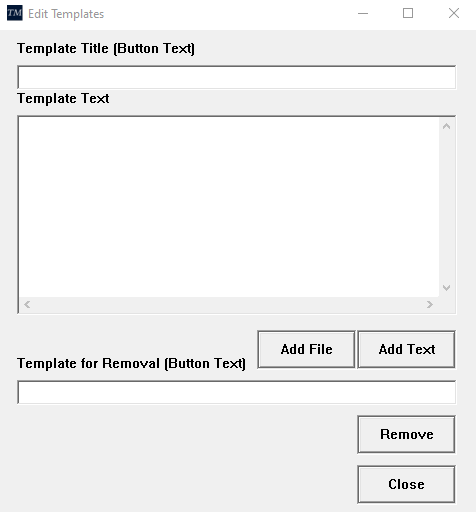 TM Edit Templates
Template Title (Button Text)
Template Text
Add File Add Text
Template for Removal (Button Text)
Remove
Close